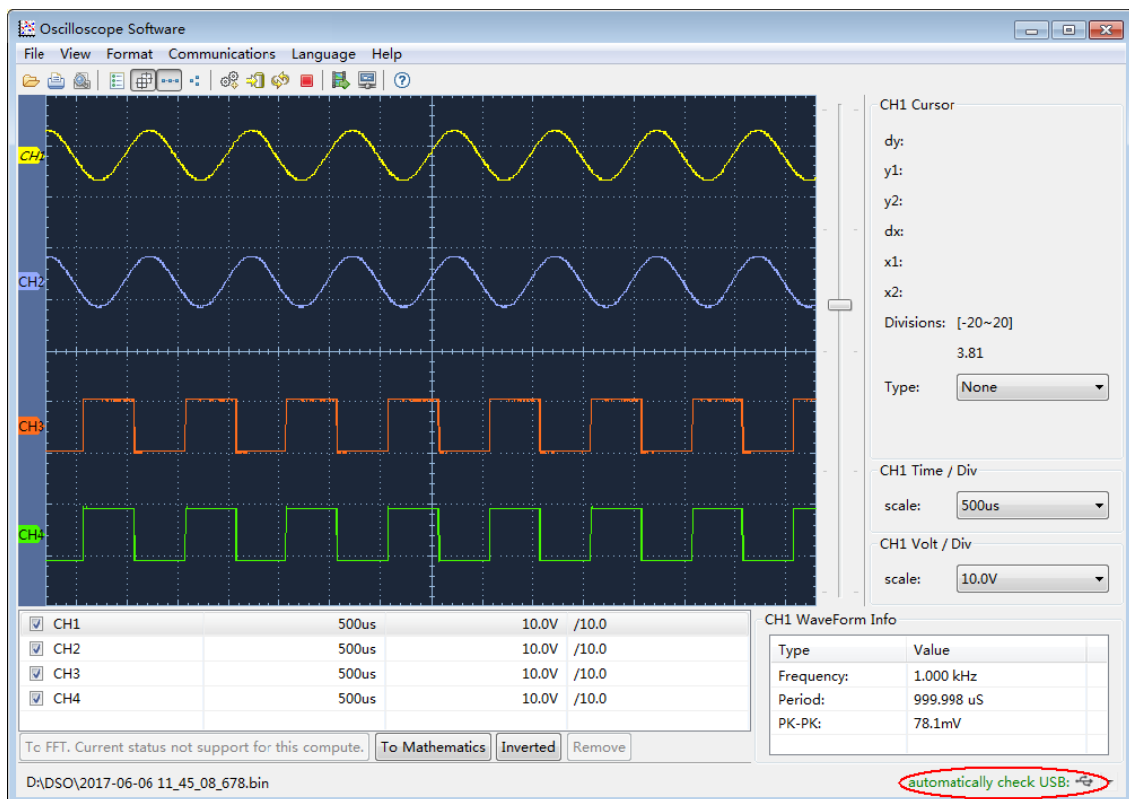 Oscilloscope Software
File View Format Communications Language Help
CH1
CH2
CH3
CH4
CH1 Cursor
dy:
y1:
y2:
dx:
x1:
x2:
Divisions: [-20~20]
3.81
Type: None
CH1 Time / Div
scale: 500us
CH1 Volt / Div
scale: 10.0V
CH1 500us 10.0V /10.0
CH2 500us 10.0V /10.0
CH3 500us 10.0V /10.0
CH4 500us 10.0V /10.0
To FFT. Current status not support for this compute. To Mathematics Inverted Remove
CH1 WaveForm Info
Type Value
Frequency: 1.000 kHz
Period: 999.998 uS
PK-PK: 78.1mV
D:\DSO\2017-06-06 11_45_08_678.bin
automatically check USB: